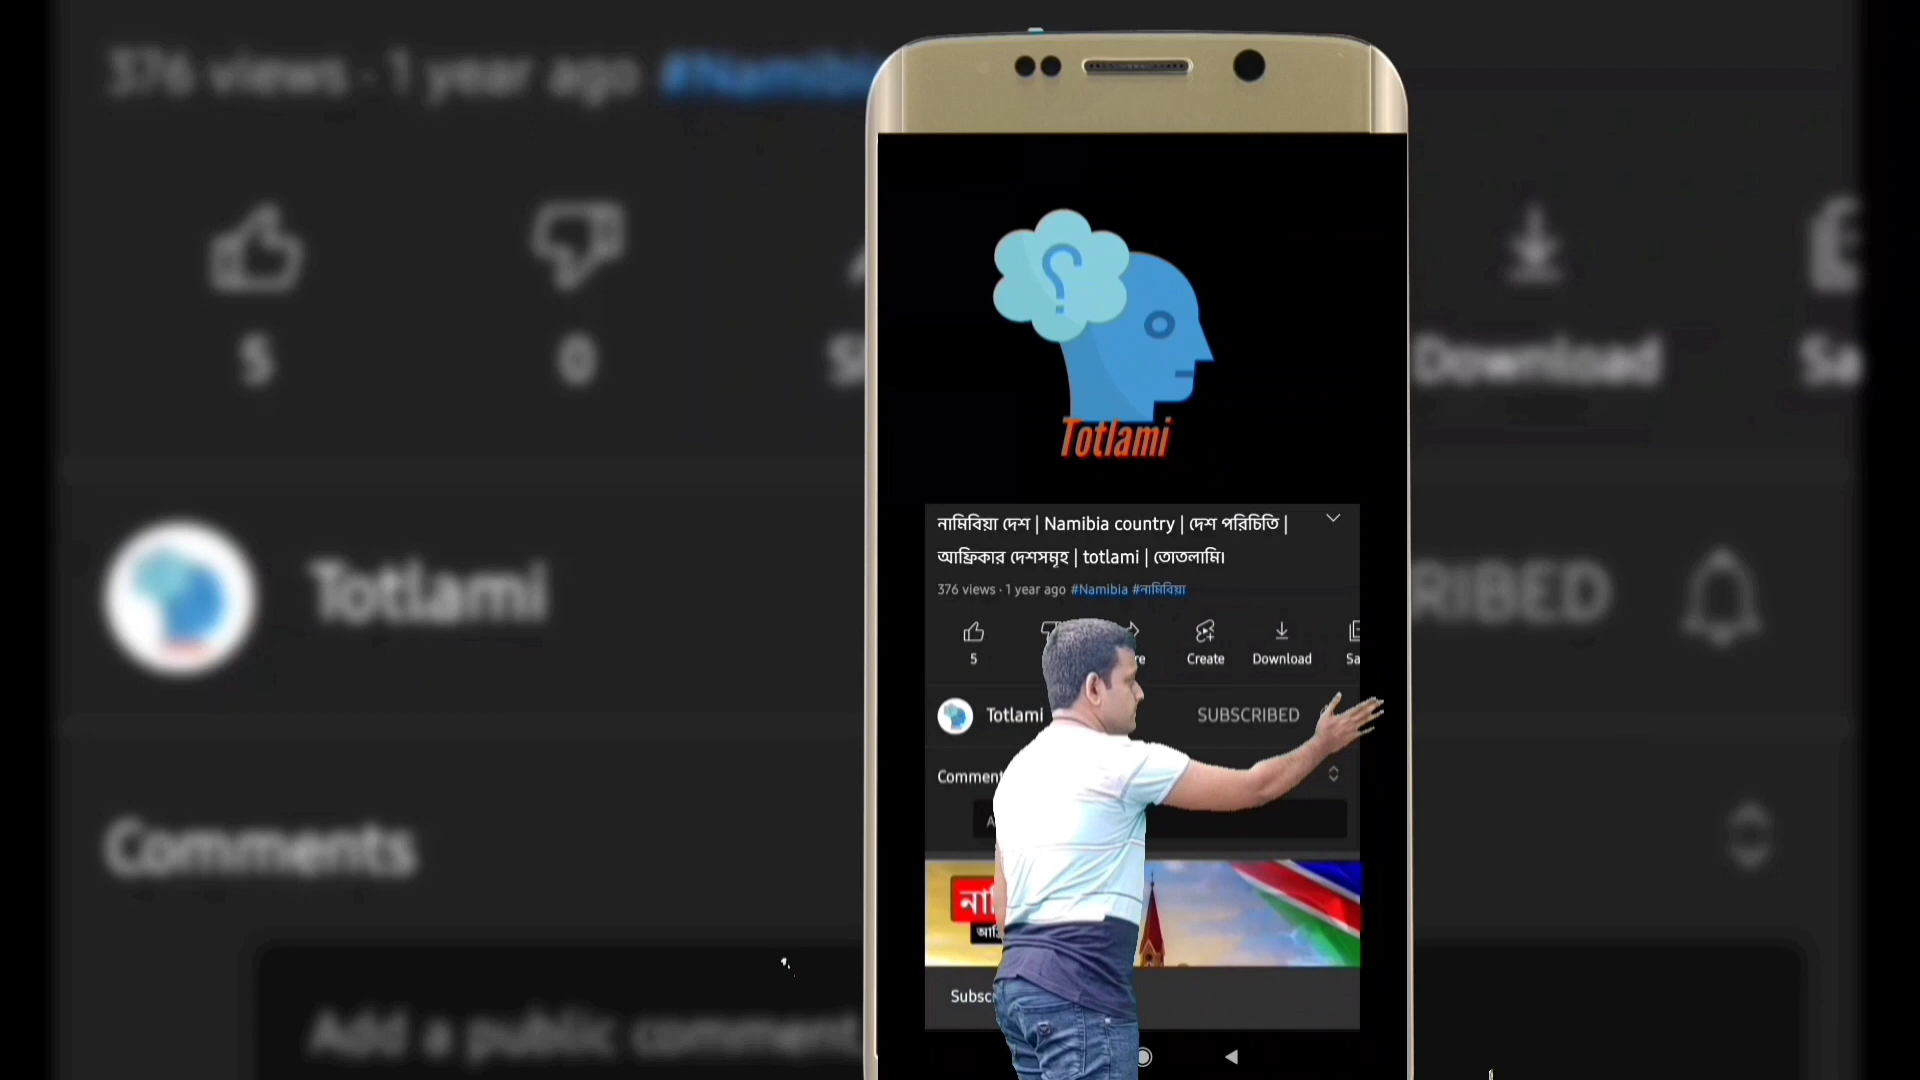 376 views · 1 year ago #Namibia
5
0
Download
Totlami
Comments
Add a public comment
Totlami
নামিবিয়া দেশ | Namibia country | দেশ পরিচিতি |
আফ্রিকার দেশসমূহ | totlami | তোতলামি।
376 views · 1 year ago #Namibia #নামিবিয়া
5
Create
Download
Totlami
SUBSCRIBED